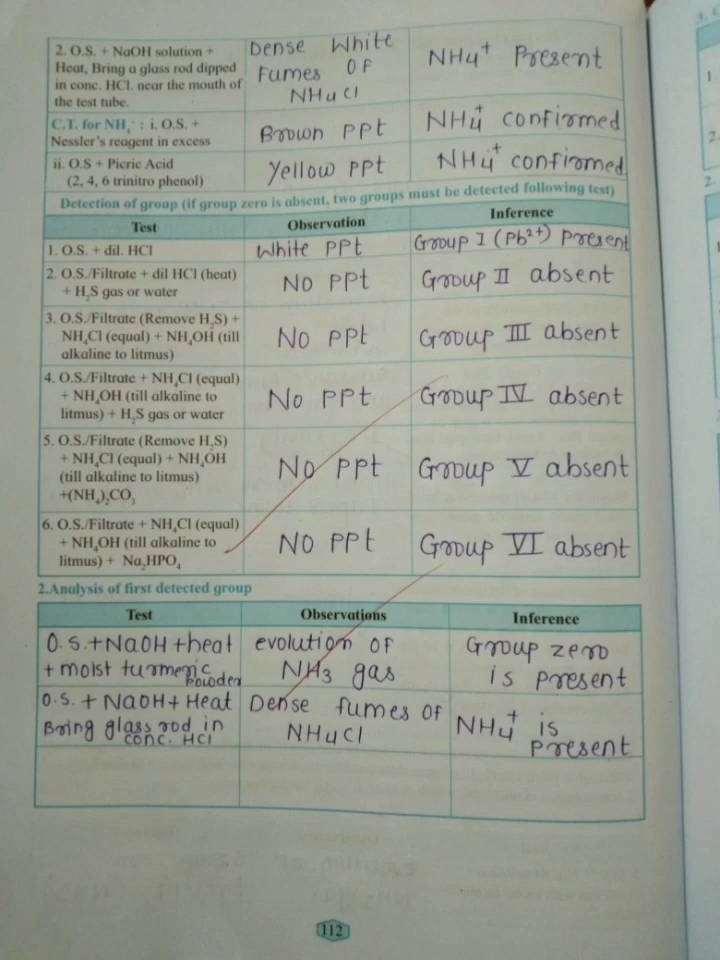 2. O.S. + NaOH solution +
Heat, Bring a glass rod dipped
in conc. HCl. near the mouth of
the test tube.
Dense White
Fumes OF
NH4Cl
NH4⁺ Present
C.T. for NH₄⁺ : i. O.S. +
Nessler's reagent in excess
Brown PPt
NH4⁺ confirmed
ii. O.S + Picric Acid
(2, 4, 6 trinitro phenol)
Yellow PPt
NH4⁺ confirmed
Detection of group (if group zero is absent, two groups must be detected following test)
Test
Observation
Inference
1. O.S. + dil. HCl
White PPt
Group I (Pb²⁺) Present
2. O.S./Filtrate + dil HCl (heat)
+ H₂S gas or water
No PPt
Group II absent
3. O.S./Filtrate (Remove H₂S) +
NH₄Cl (equal) + NH₄OH (till
alkaline to litmus)
No PPt
Group III absent
4. O.S./Filtrate + NH₄Cl (equal)
+ NH₄OH (till alkaline to
litmus) + H₂S gas or water
No PPt
Group IV absent
5. O.S./Filtrate (Remove H₂S)
+ NH₄Cl (equal) + NH₄OH
(till alkaline to litmus)
+(NH₄)₂CO₃
No PPt
Group V absent
6. O.S./Filtrate + NH₄Cl (equal)
+ NH₄OH (till alkaline to
litmus) + Na₂HPO₄
NO PPt
Group VI absent
2.Analysis of first detected group
Test
Observations
Inference
O.S.+NaOH +heat
+ moist turmeric
powder
evolution of
NH3 gas
Group zero
is present
O.S. + NaOH+ Heat
Bring glass rod in
conc. HCl
Dense fumes of
NH4Cl
NH4⁺ is
present
112